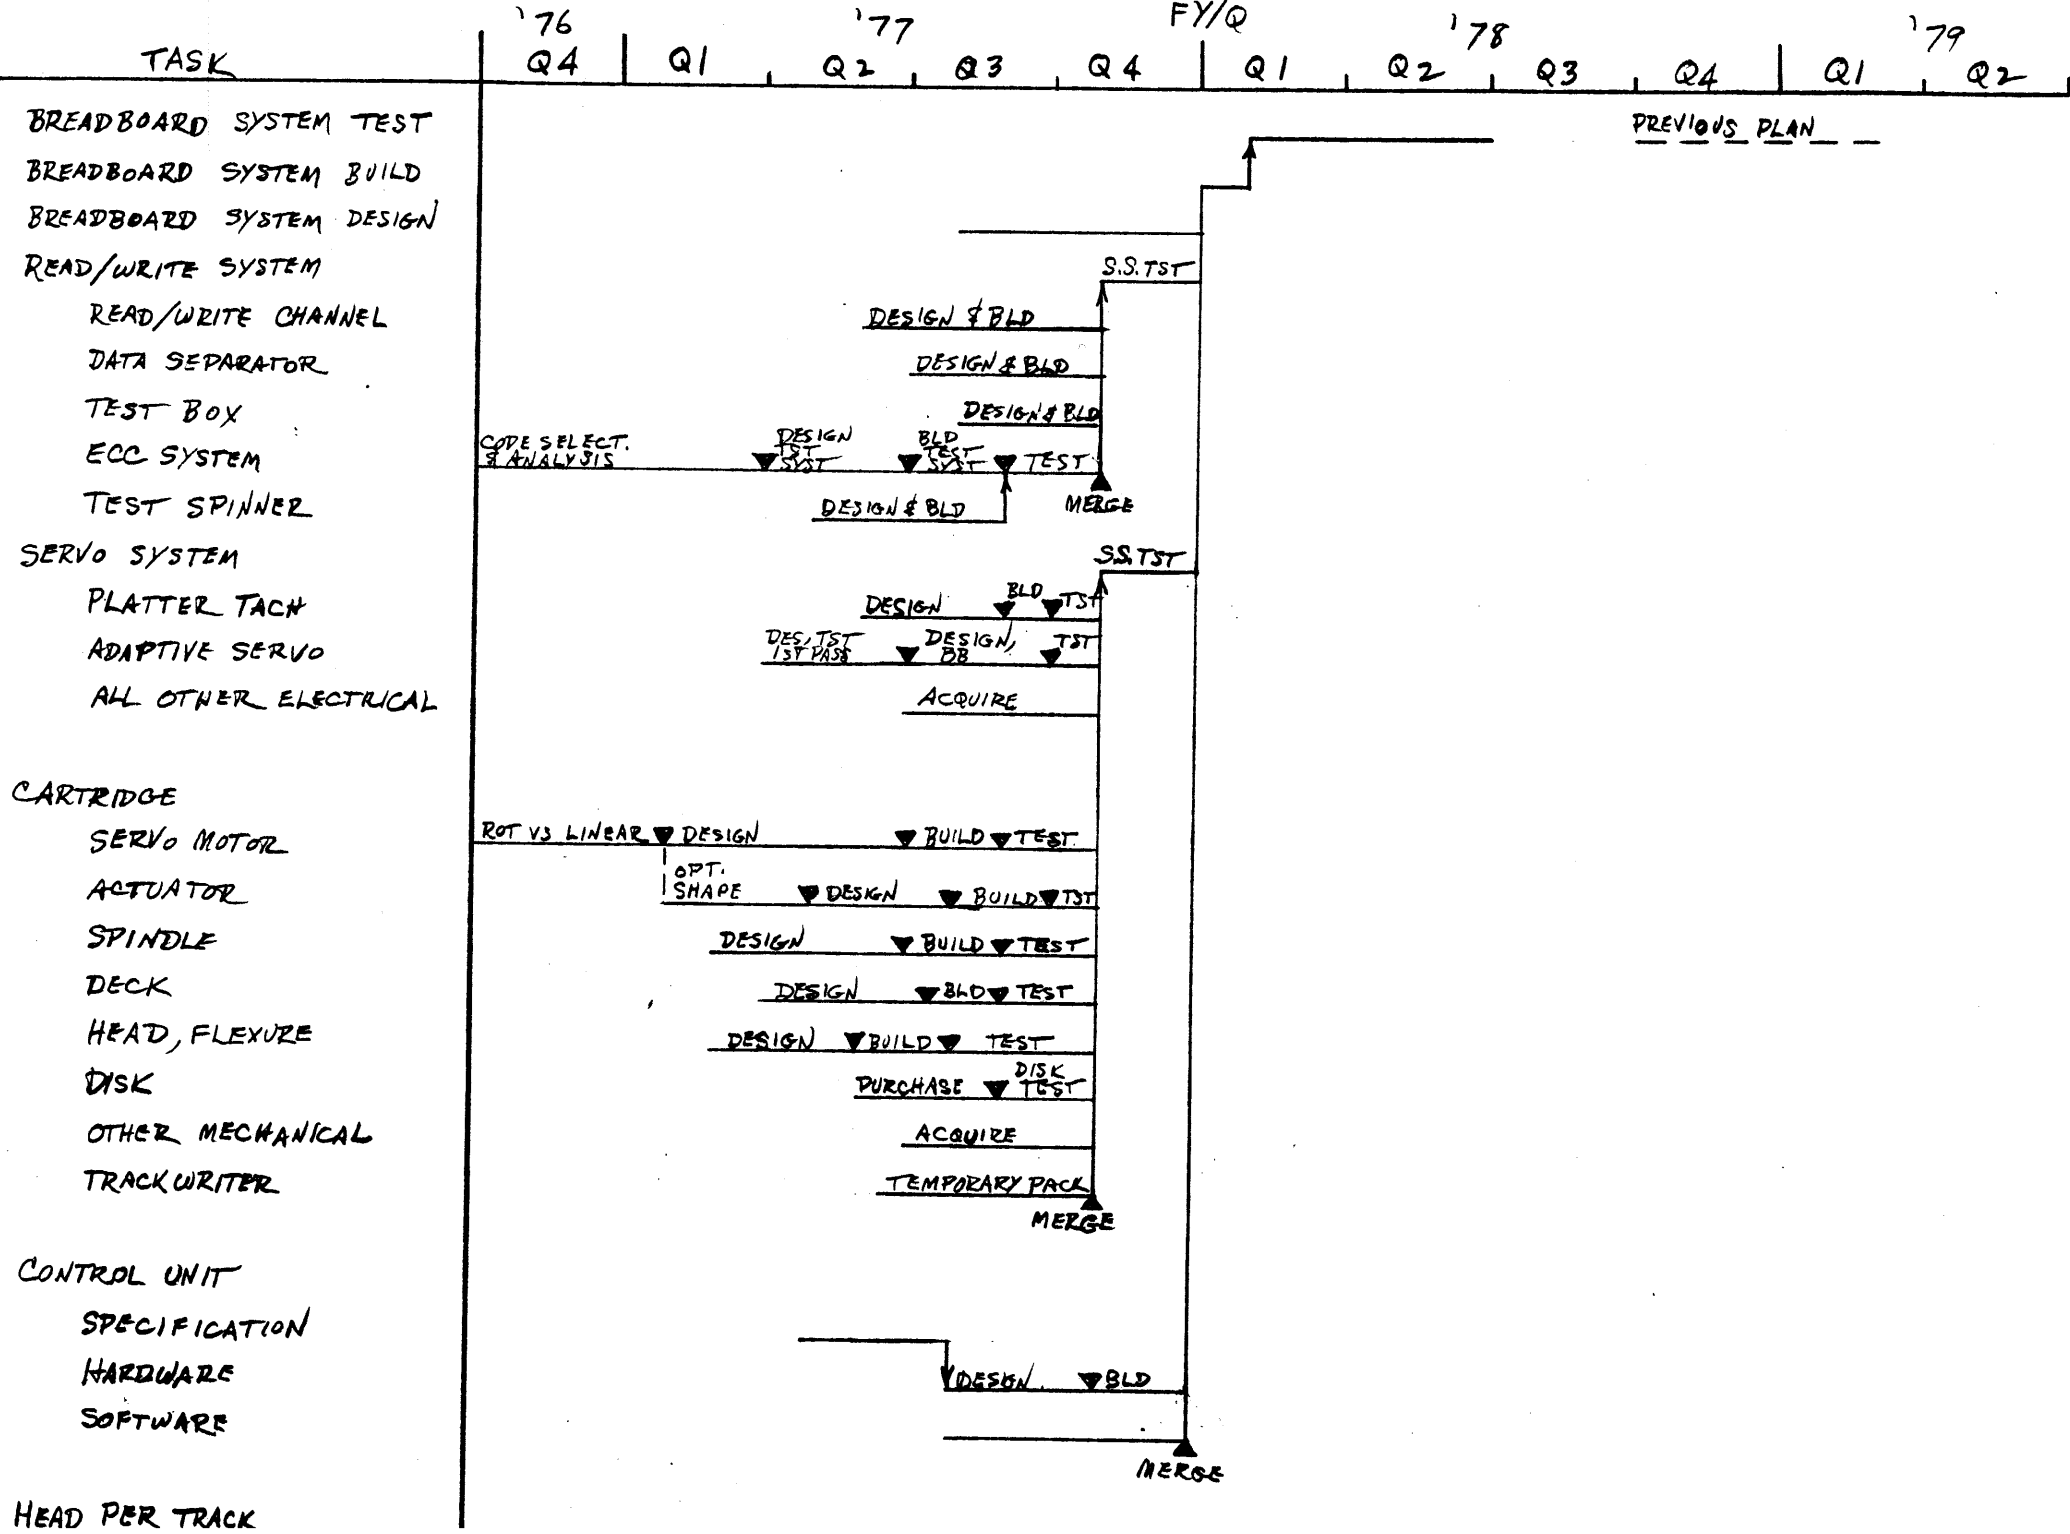 '76 '77 FY/Q '78 '79
TASK Q4 Q1 Q2 Q3 Q4 Q1 Q2 Q3 Q4 Q1 Q2
BREADBOARD SYSTEM TEST PREVIOUS PLAN
BREADBOARD SYSTEM BUILD
BREADBOARD SYSTEM DESIGN
READ/WRITE SYSTEM S.S. TST
READ/WRITE CHANNEL DESIGN & BLD
DATA SEPARATOR DESIGN & BLD
TEST BOX DESIGN & BLD
CODE SELECT. DESIGN BLD
& ANALYSIS TST TEST
ECC SYSTEM SYST SYST TEST
TEST SPINNER DESIGN & BLD MERGE
SERVO SYSTEM S.S. TST
PLATTER TACH DESIGN BLD TST
DES, TST DESIGN, TST
ADAPTIVE SERVO 1ST PASS BB
ALL OTHER ELECTRICAL ACQUIRE
CARTRIDGE
SERVO MOTOR ROT VS LINEAR DESIGN BUILD TEST
OPT.
ACTUATOR SHAPE DESIGN BUILD TST
SPINDLE DESIGN BUILD TEST
DECK DESIGN BLD TEST
HEAD, FLEXURE DESIGN BUILD TEST
DISK
DISK PURCHASE TEST
OTHER MECHANICAL ACQUIRE
TRACKWRITER TEMPORARY PACK
MERGE
CONTROL UNIT
SPECIFICATION
HARDWARE DESIGN BLD
SOFTWARE
MERGE
HEAD PER TRACK